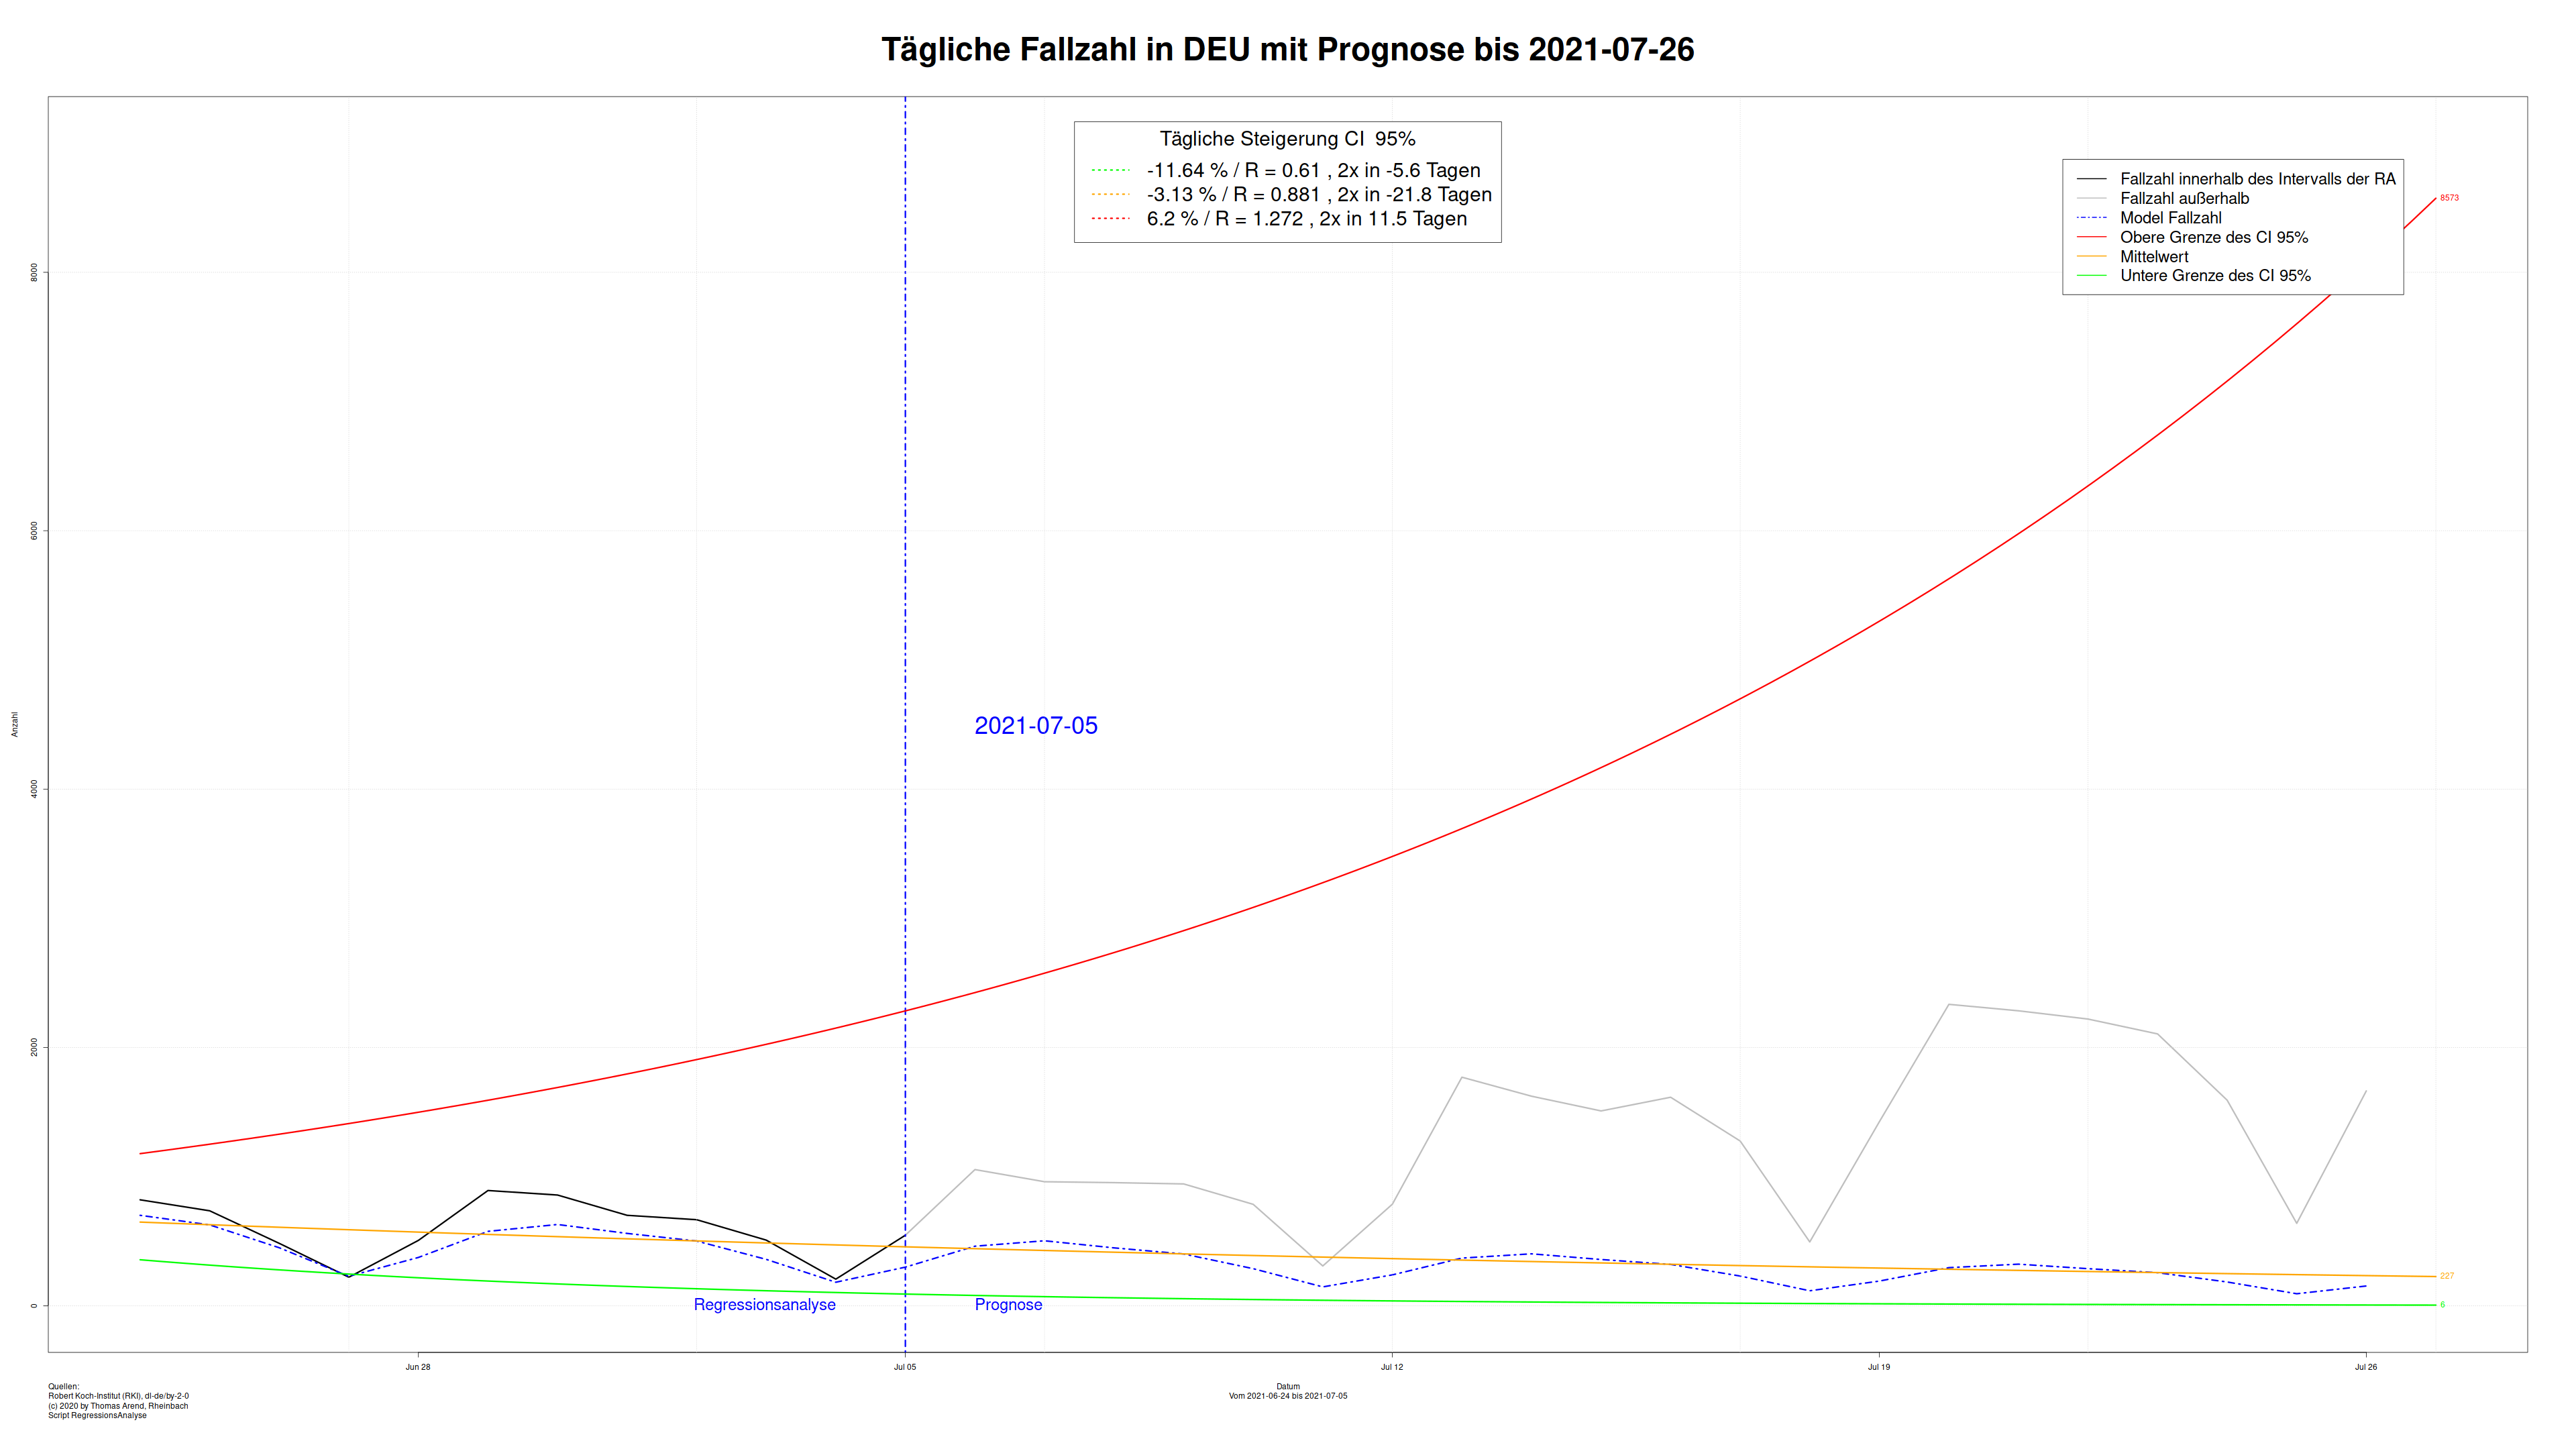 Tägliche Fallzahl in DEU mit Prognose bis 2021-07-26
Tägliche Steigerung CI  95%
-11.64 % / R = 0.61 , 2x in -5.6 Tagen
-3.13 % / R = 0.881 , 2x in -21.8 Tagen
6.2 % / R = 1.272 , 2x in 11.5 Tagen
Fallzahl innerhalb des Intervalls der RA
Fallzahl außerhalb
Model Fallzahl
Obere Grenze des CI 95%
Mittelwert
Untere Grenze des CI 95%
8573
8000
6000
4000
2000
0
Anzahl
2021-07-05
227
6
Regressionsanalyse
Prognose
Jun 28
Jul 05
Jul 12
Jul 19
Jul 26
Datum
Vom 2021-06-24 bis 2021-07-05
Quellen:
Robert Koch-Institut (RKI), dl-de/by-2-0
(c) 2020 by Thomas Arend, Rheinbach
Script RegressionsAnalyse